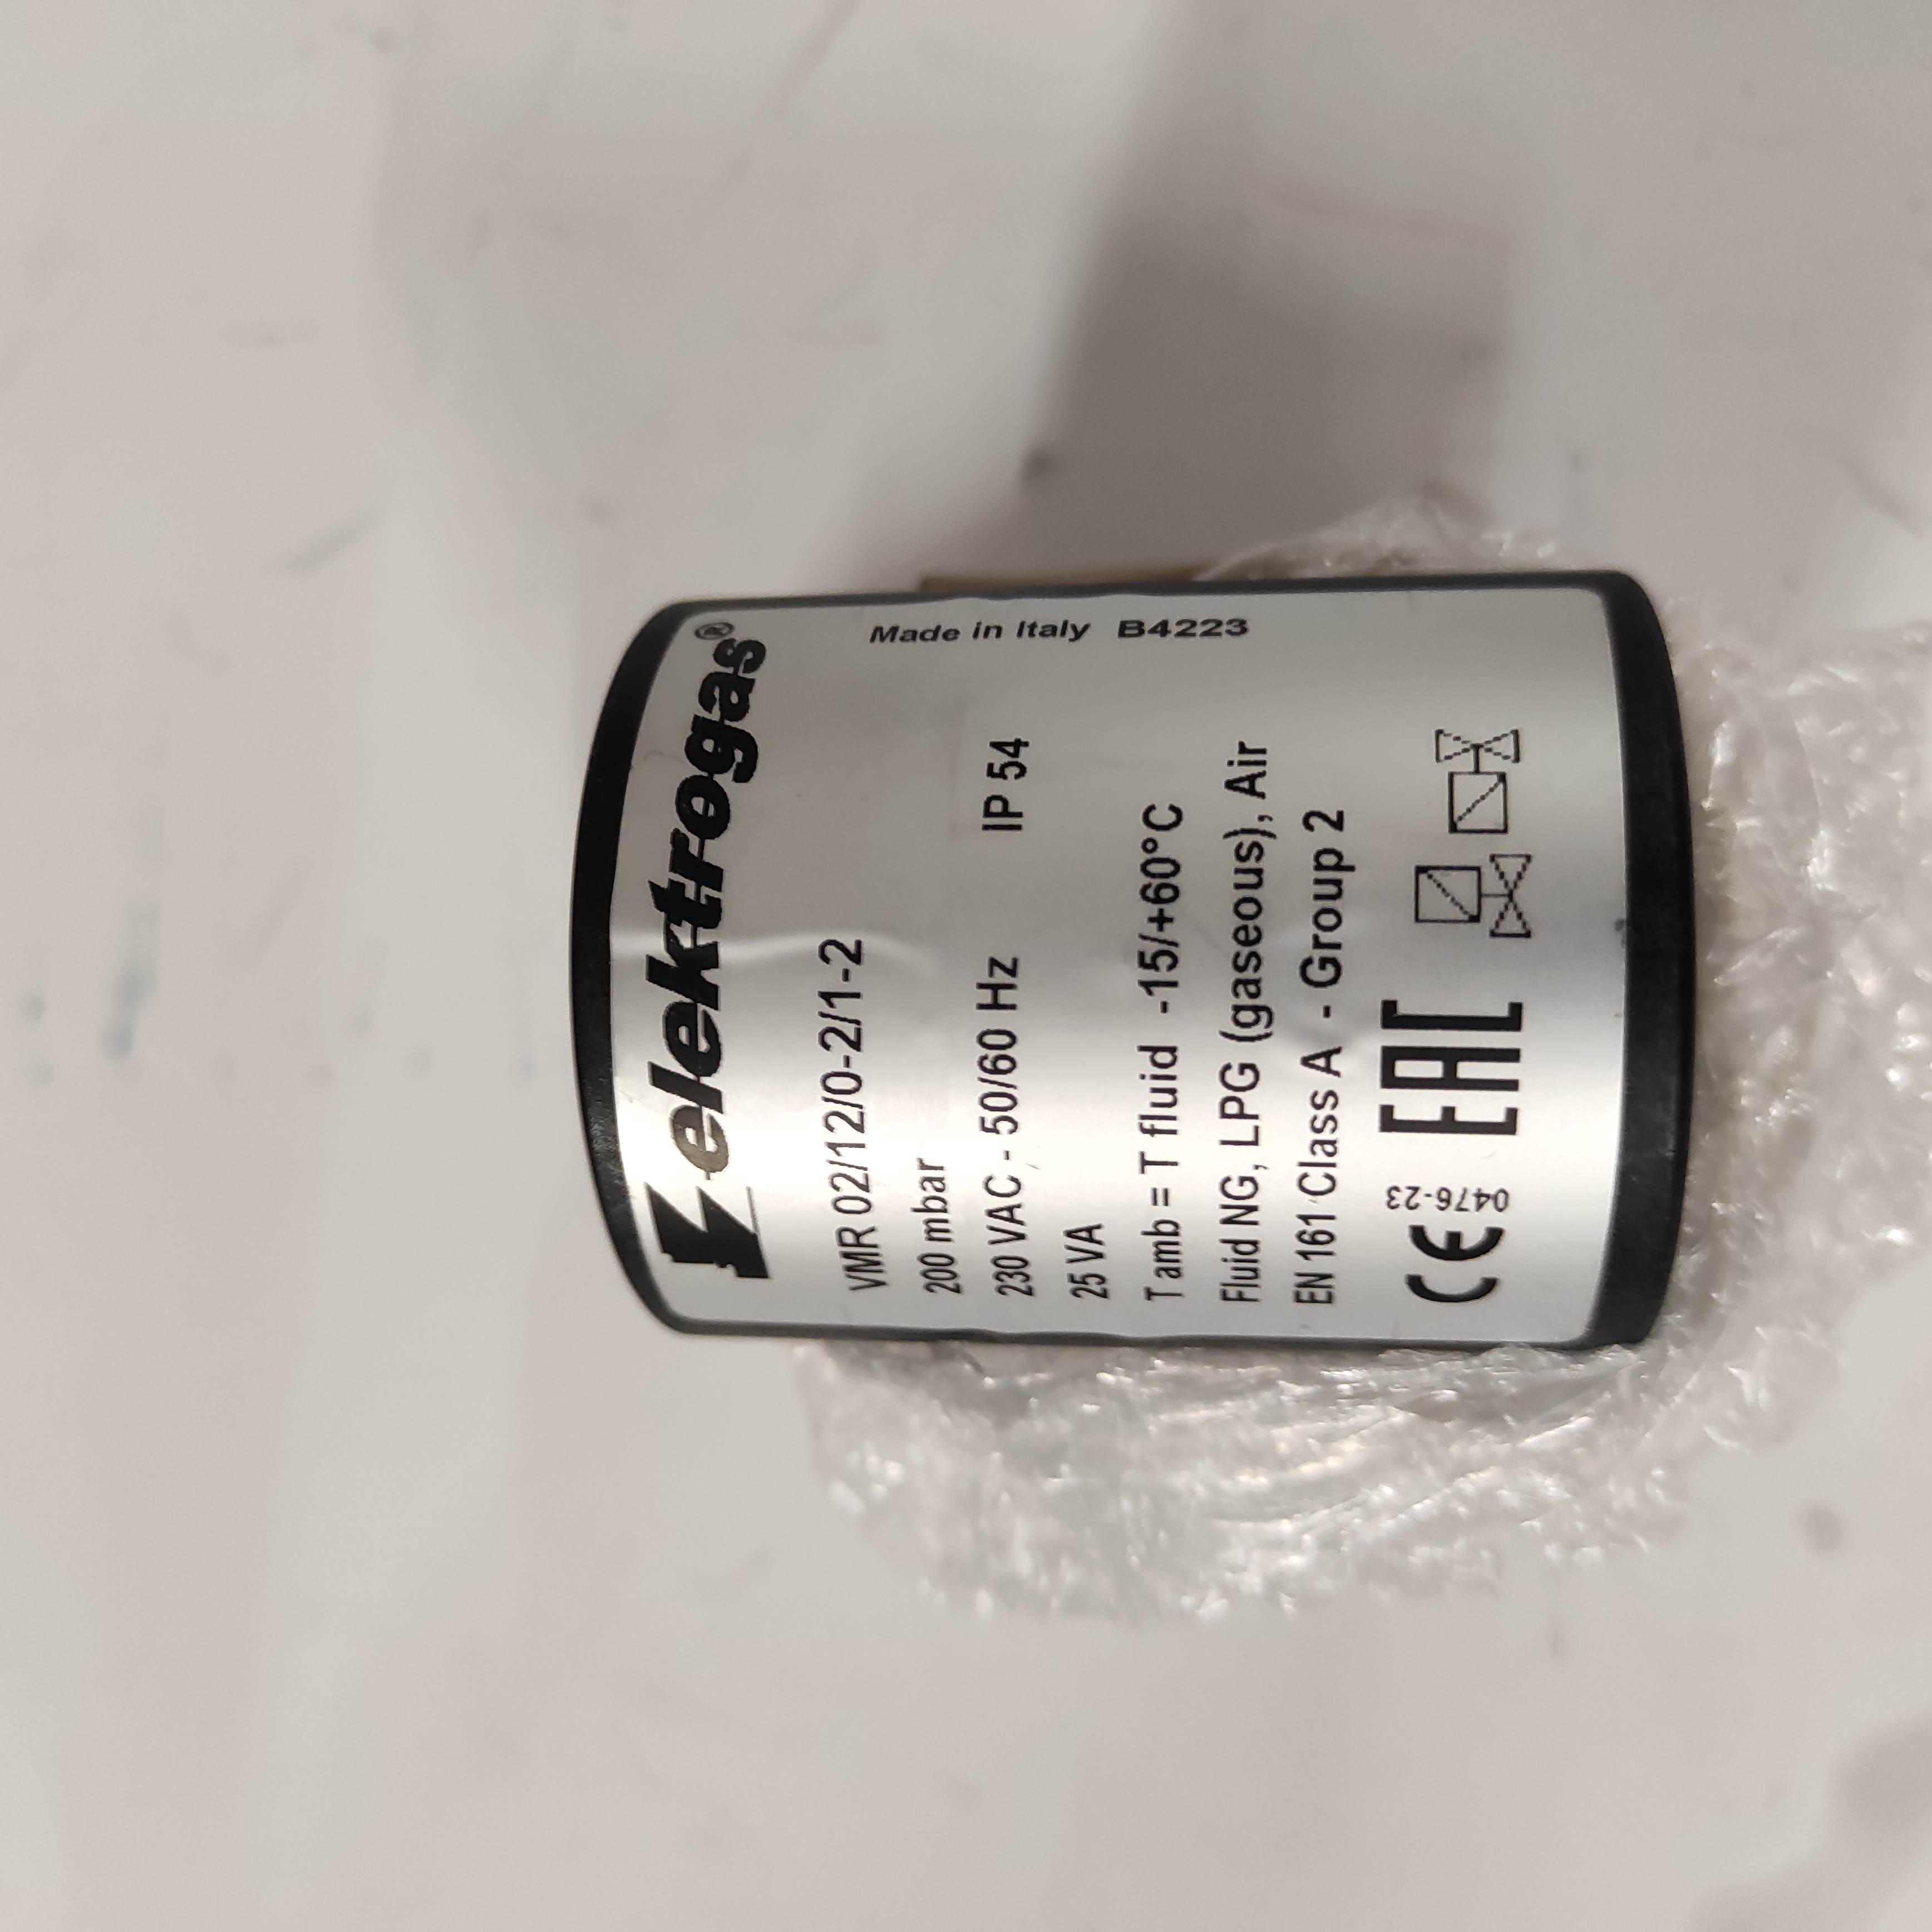 elektrogas®
VMR 02/12/0-2/1-2
200 mbar
230 VAC - 50/60 Hz IP 54
25 VA
T amb = T fluid -15/+60°C
Fluid NG, LPG (gaseous), Air
EN 161 Class A - Group 2
CE 0476-23 EAC
Made in Italy B4223